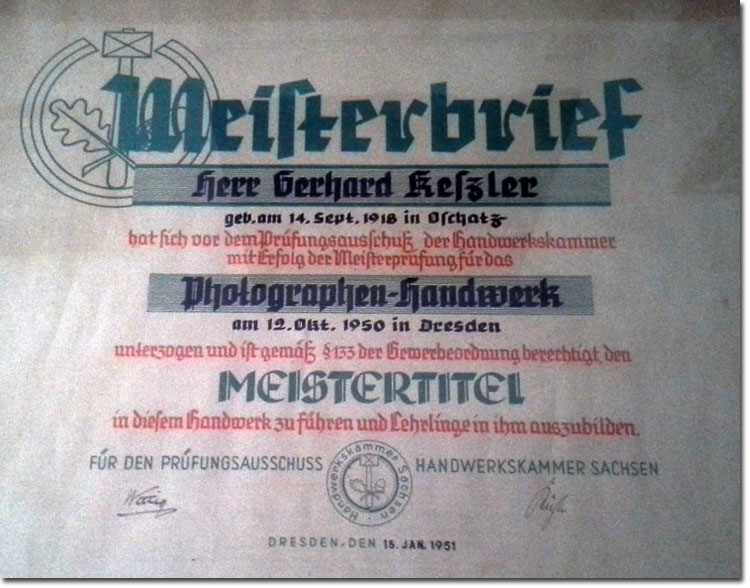 Meisterbrief
Herr Gerhard Keszler
geb. am 14. Sept. 1918 in Oschatz
hat sich vor dem Prüfungsausschuß der Handwerkskammer
mit Erfolg der Meisterprüfung für das
Photographen-Handwerk
am 12. Okt. 1950 in Dresden
unterzogen und ist gemäß § 133 der Gewerbeordnung berechtigt, den
MEISTERTITEL
in diesem Handwerk zu führen und Lehrlinge in ihm auszubilden.
FÜR DEN PRÜFUNGSAUSSCHUSS
Handwerkskammer Sachsen
HANDWERKSKAMMER SACHSEN
DRESDEN, DEN 15. JAN. 1951